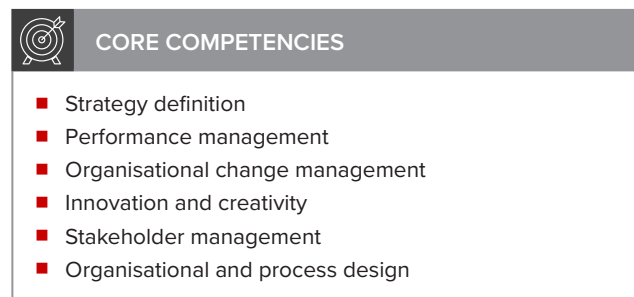 CORE COMPETENCIES
Strategy definition
Performance management
Organisational change management
Innovation and creativity
Stakeholder management
Organisational and process design